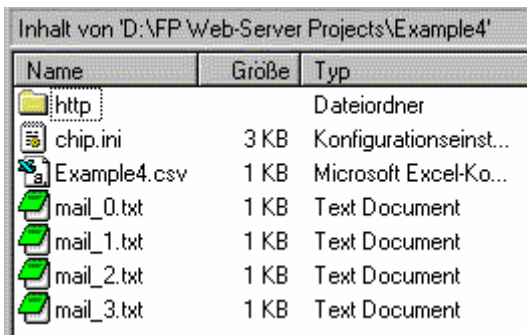 Inhalt von 'D:\FP Web-Server Projects\Example4'
Name Größe Typ
http Dateiordner
chip.ini 3 KB Konfigurationseinst...
Example4.csv 1 KB Microsoft Excel-Ko...
mail_0.txt 1 KB Text Document
mail_1.txt 1 KB Text Document
mail_2.txt 1 KB Text Document
mail_3.txt 1 KB Text Document